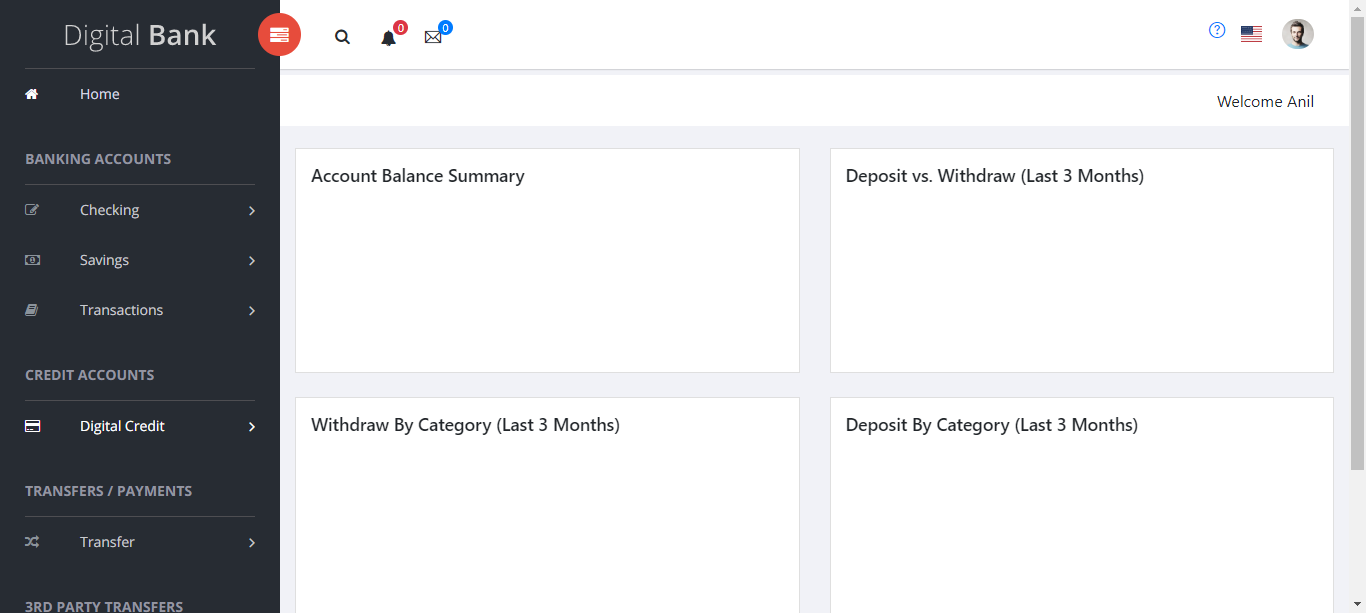 Digital Bank
0
0
?
Welcome Anil
Home
BANKING ACCOUNTS
Checking
Savings
Transactions
CREDIT ACCOUNTS
Digital Credit
TRANSFERS / PAYMENTS
Transfer
3RD PARTY TRANSFERS
Account Balance Summary
Deposit vs. Withdraw (Last 3 Months)
Withdraw By Category (Last 3 Months)
Deposit By Category (Last 3 Months)